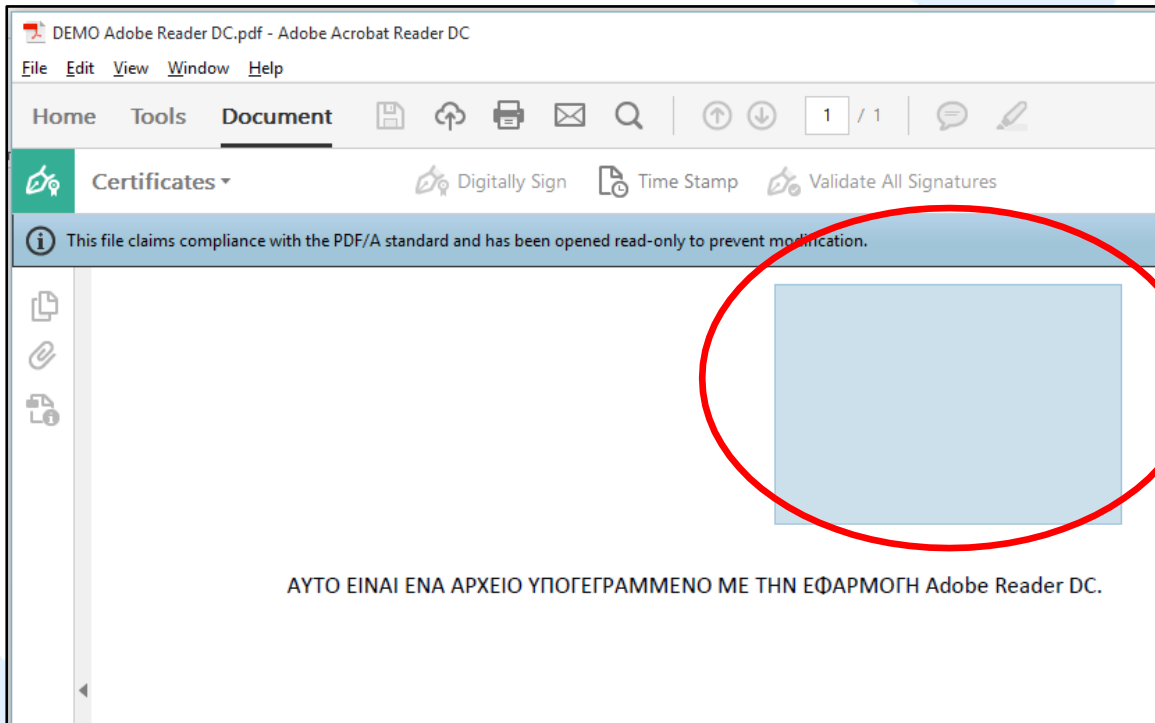 DEMO Adobe Reader DC.pdf - Adobe Acrobat Reader DC
File Edit View Window Help
Home Tools Document 1 / 1
Certificates Digitally Sign Time Stamp Validate All Signatures
This file claims compliance with the PDF/A standard and has been opened read-only to prevent modification.
ΑΥΤΟ ΕΙΝΑΙ ΕΝΑ ΑΡΧΕΙΟ ΥΠΟΓΕΓΡΑΜΜΕΝΟ ΜΕ ΤΗΝ ΕΦΑΡΜΟΓΗ Adobe Reader DC.